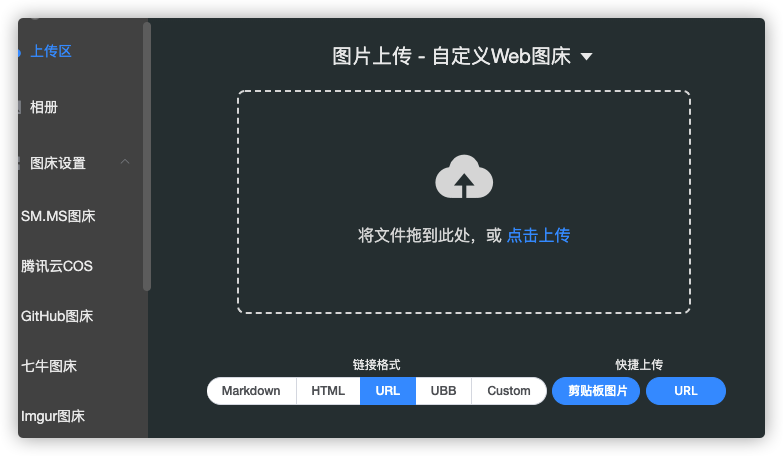 上传区
相册
图床设置
SM.MS图床
腾讯云COS
GitHub图床
七牛图床
Imgur图床
图片上传 - 自定义Web图床
将文件拖到此处，或 点击上传
链接格式
Markdown HTML URL UBB Custom
快捷上传
剪贴板图片 URL